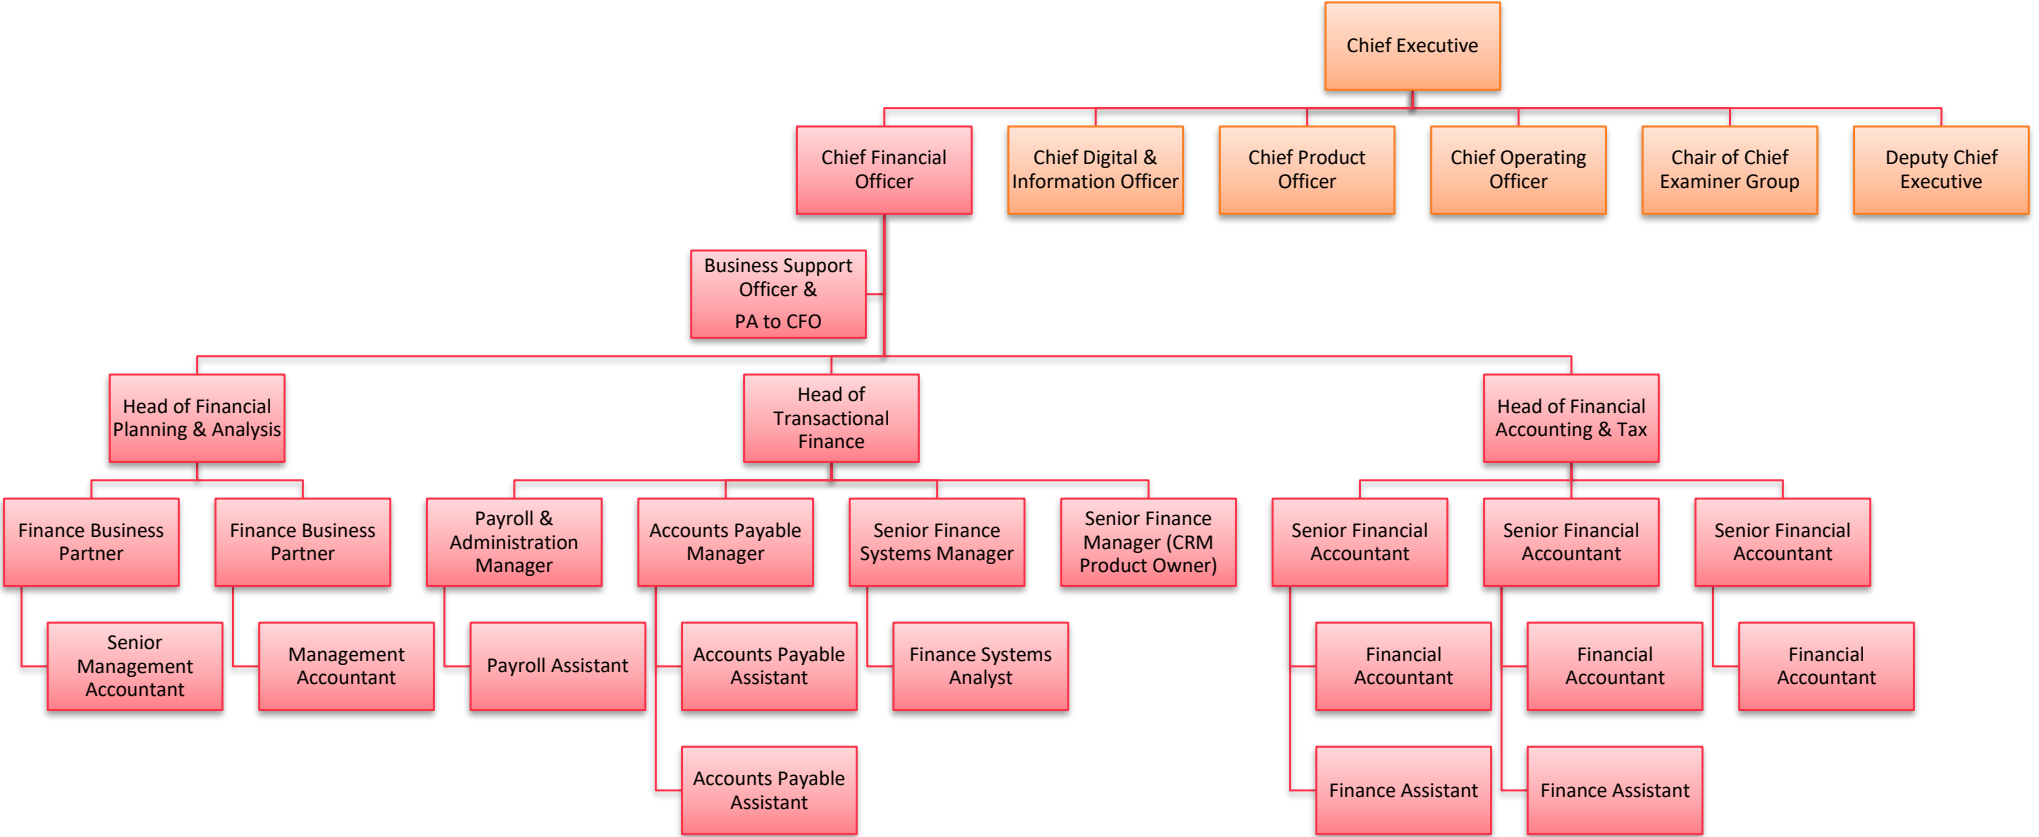 Chief Executive
Chief Financial
Officer
Chief Digital &
Information Officer
Chief Product
Officer
Chief Operating
Officer
Chair of Chief
Examiner Group
Deputy Chief
Executive
Business Support
Officer &
PA to CFO
Head of Financial
Planning & Analysis
Head of
Transactional
Finance
Head of Financial
Accounting & Tax
Finance Business
Partner
Finance Business
Partner
Payroll &
Administration
Manager
Accounts Payable
Manager
Senior Finance
Systems Manager
Senior Finance
Manager (CRM
Product Owner)
Senior Financial
Accountant
Senior Financial
Accountant
Senior Financial
Accountant
Senior
Management
Accountant
Management
Accountant
Payroll Assistant
Accounts Payable
Assistant
Finance Systems
Analyst
Financial
Accountant
Financial
Accountant
Financial
Accountant
Accounts Payable
Assistant
Finance Assistant
Finance Assistant